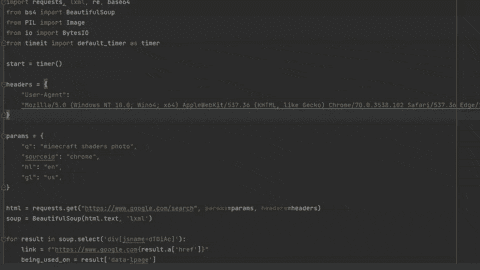 import requests, lxml, re, base64
from bs4 import BeautifulSoup
from PIL import Image
from io import BytesIO
from timeit import default_timer as timer
start = timer()
headers = {
"User-Agent":
"Mozilla/5.0 (Windows NT 10.0; Win64; x64) AppleWebKit/537.36 (KHTML, like Gecko) Chrome/70.0.3538.102 Safari/537.36 Edge/
}
params = {
"q": "minecraft shaders photo",
"sourceid": "chrome",
"hl": "en",
"gl": "us",
}
html = requests.get("https://www.google.com/search", params=params, headers=headers)
soup = BeautifulSoup(html.text, 'lxml')
for result in soup.select('div[jsname=dTDiAc]'):
link = f"https://www.google.com{result.a['href']}"
being_used_on = result['data-lpage']